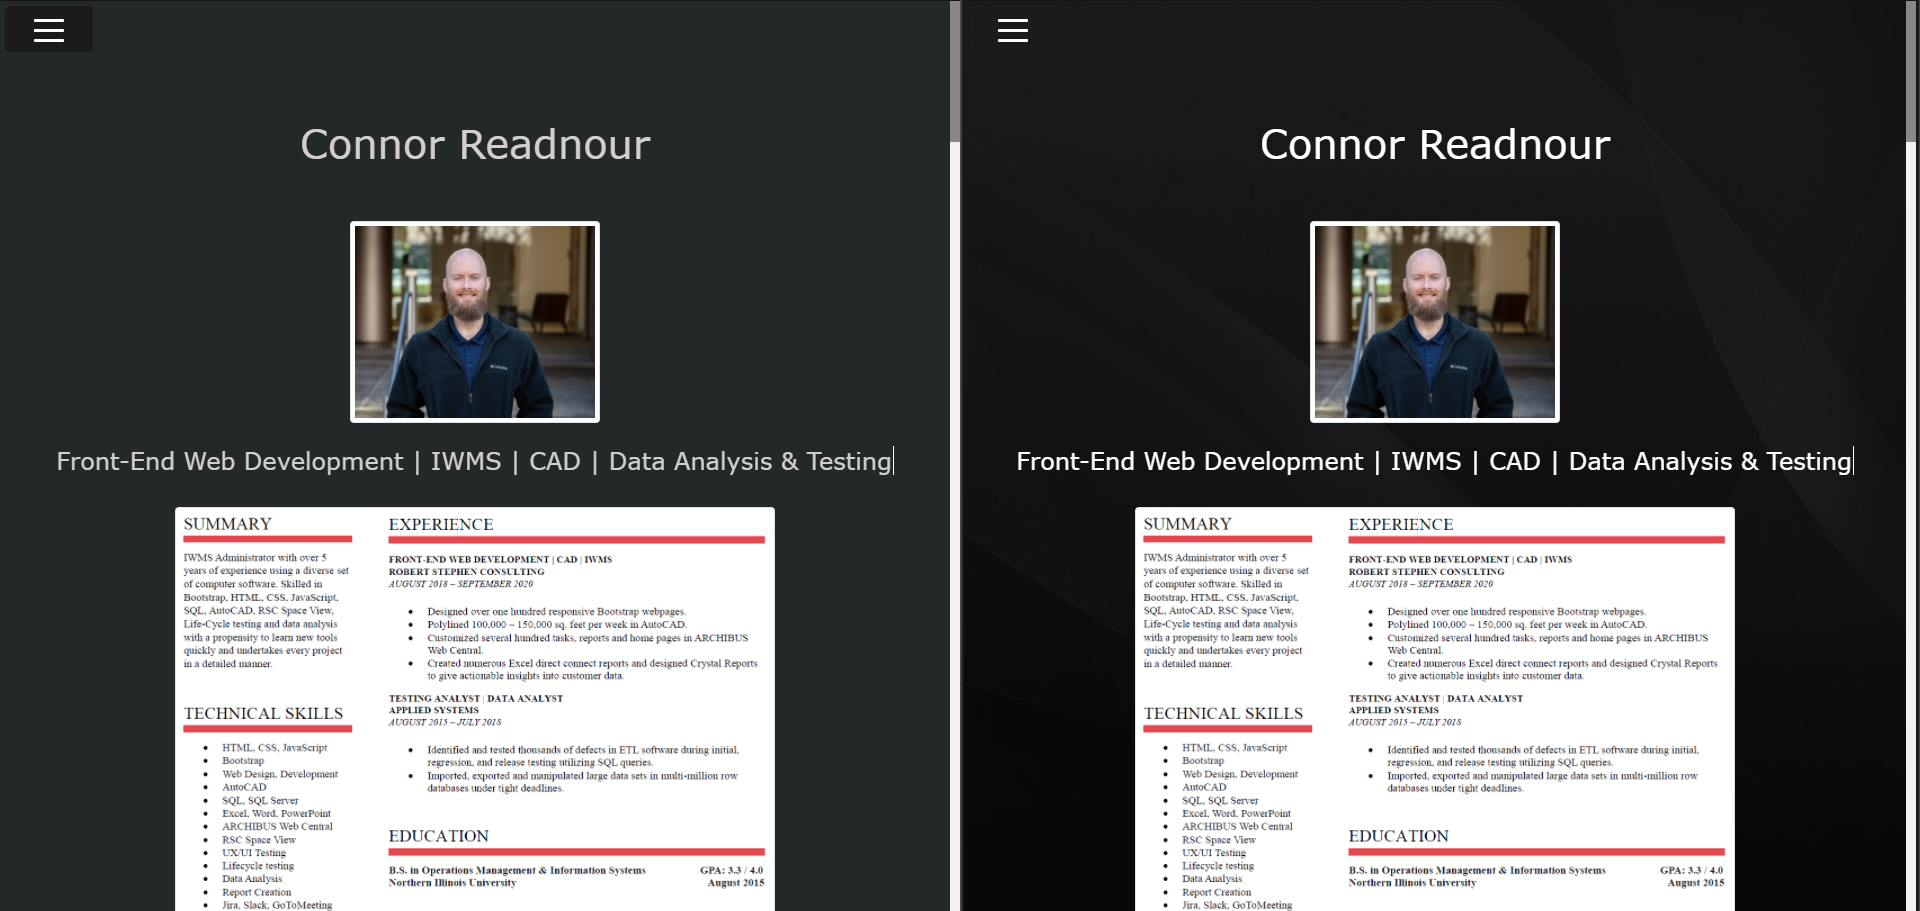 Connor Readnour
Front-End Web Development | IWMS | CAD | Data Analysis & Testing
SUMMARY
IWMS Administrator with over 5
years of experience using a diverse set
of computer software. Skilled in
Bootstrap, HTML, CSS, JavaScript,
SQL, AutoCAD, RSC Space View,
Life-Cycle testing and data analysis
with a propensity to learn new tools
quickly and undertakes every project
in a detailed manner.
TECHNICAL SKILLS
• HTML, CSS, JavaScript
• Bootstrap
• Web Design, Development
• AutoCAD
• SQL, SQL Server
• Excel, Word, PowerPoint
• ARCHIBUS Web Central
• RSC Space View
• UX/UI Testing
• Lifecycle testing
• Data Analysis
• Report Creation
• Jira, Slack, GoToMeeting
EXPERIENCE
FRONT-END WEB DEVELOPMENT | CAD | IWMS
ROBERT STEPHEN CONSULTING
AUGUST 2018 – SEPTEMBER 2020
• Designed over one hundred responsive Bootstrap webpages.
• Polylined 100,000 – 150,000 sq. feet per week in AutoCAD.
• Customized several hundred tasks, reports and home pages in ARCHIBUS
Web Central.
• Created numerous Excel direct connect reports and designed Crystal Reports
to give actionable insights into customer data.
TESTING ANALYST | DATA ANALYST
APPLIED SYSTEMS
AUGUST 2015 – JULY 2018
• Identified and tested thousands of defects in ETL software during initial,
regression, and release testing utilizing SQL queries.
• Imported, exported and manipulated large data sets in multi-million row
databases under tight deadlines.
EDUCATION
B.S. in Operations Management & Information Systems GPA: 3.3 / 4.0
Northern Illinois University August 2015
Connor Readnour
Front-End Web Development | IWMS | CAD | Data Analysis & Testing
SUMMARY
IWMS Administrator with over 5
years of experience using a diverse set
of computer software. Skilled in
Bootstrap, HTML, CSS, JavaScript,
SQL, AutoCAD, RSC Space View,
Life-Cycle testing and data analysis
with a propensity to learn new tools
quickly and undertakes every project
in a detailed manner.
TECHNICAL SKILLS
• HTML, CSS, JavaScript
• Bootstrap
• Web Design, Development
• AutoCAD
• SQL, SQL Server
• Excel, Word, PowerPoint
• ARCHIBUS Web Central
• RSC Space View
• UX/UI Testing
• Lifecycle testing
• Data Analysis
• Report Creation
• Jira, Slack, GoToMeeting
EXPERIENCE
FRONT-END WEB DEVELOPMENT | CAD | IWMS
ROBERT STEPHEN CONSULTING
AUGUST 2018 – SEPTEMBER 2020
• Designed over one hundred responsive Bootstrap webpages.
• Polylined 100,000 – 150,000 sq. feet per week in AutoCAD.
• Customized several hundred tasks, reports and home pages in ARCHIBUS
Web Central.
• Created numerous Excel direct connect reports and designed Crystal Reports
to give actionable insights into customer data.
TESTING ANALYST | DATA ANALYST
APPLIED SYSTEMS
AUGUST 2015 – JULY 2018
• Identified and tested thousands of defects in ETL software during initial,
regression, and release testing utilizing SQL queries.
• Imported, exported and manipulated large data sets in multi-million row
databases under tight deadlines.
EDUCATION
B.S. in Operations Management & Information Systems GPA: 3.3 / 4.0
Northern Illinois University August 2015